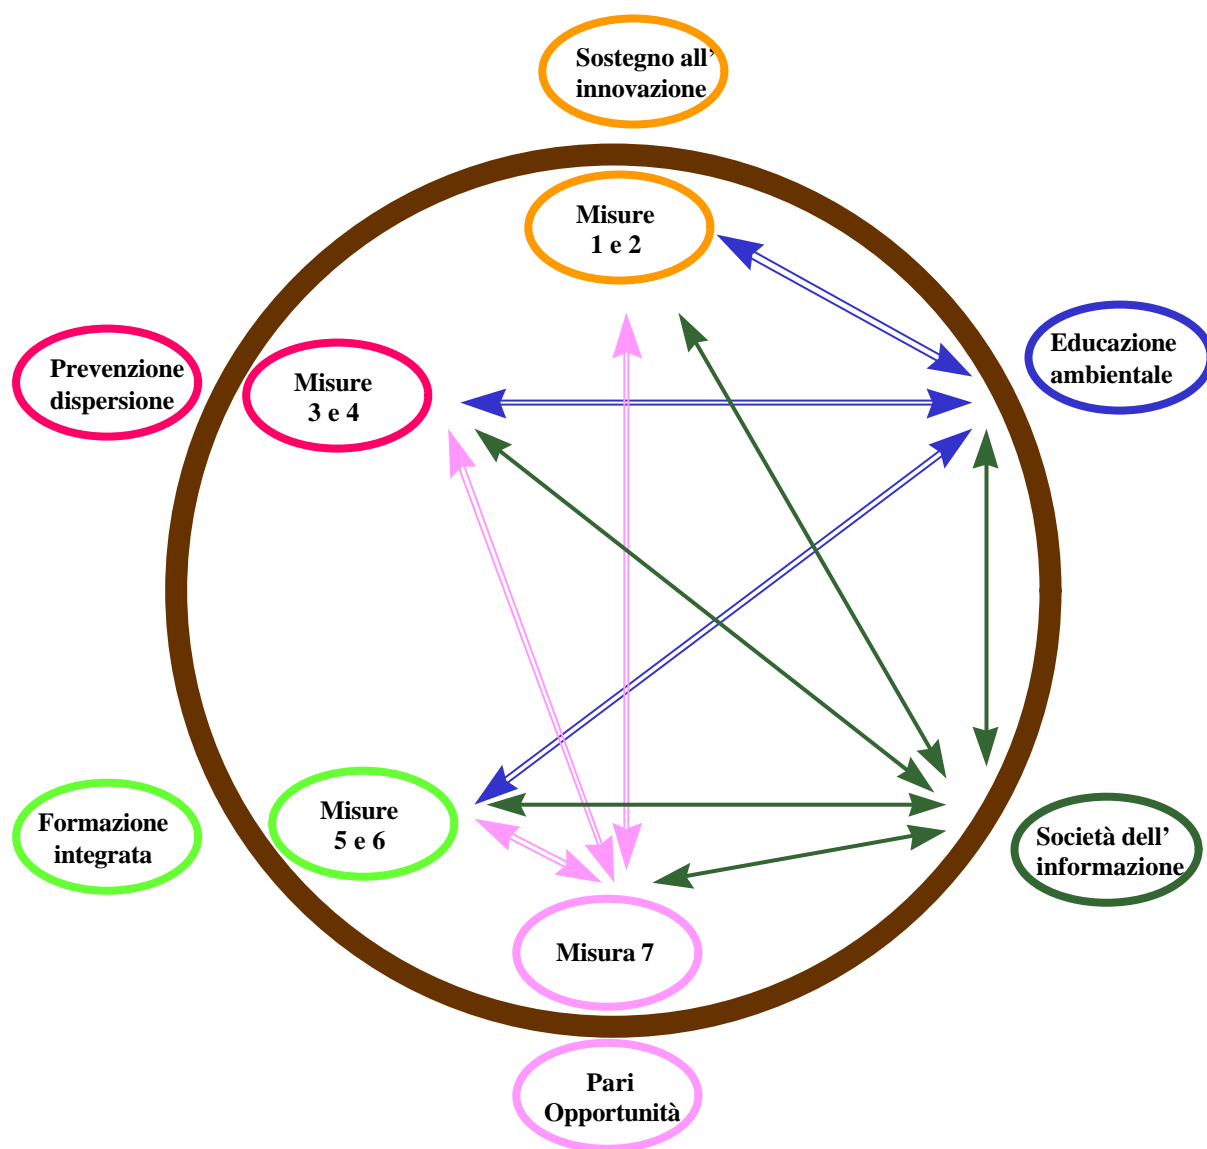 Sostegno all’
innovazione
Misure
1 e 2
Educazione
ambientale
Prevenzione
dispersione
Misure
3 e 4
Formazione
integrata
Misure
5 e 6
Società dell’
informazione
Misura 7
Pari
Opportunità